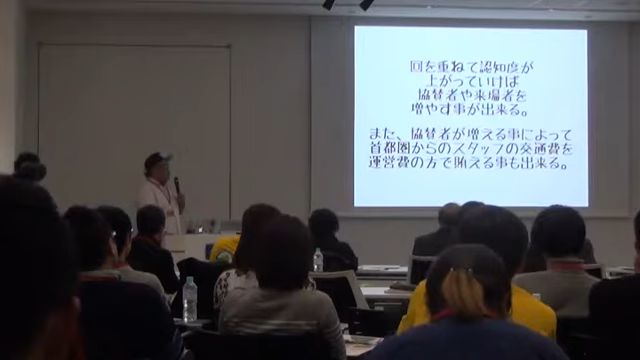 回を重ねて認知度が
上がっていけば
協賛者や来場者を
増やす事が出来る。
また、協賛者が増える事によって
首都圏からのスタッフの交通費を
運営費の方で賄える事も出来る。